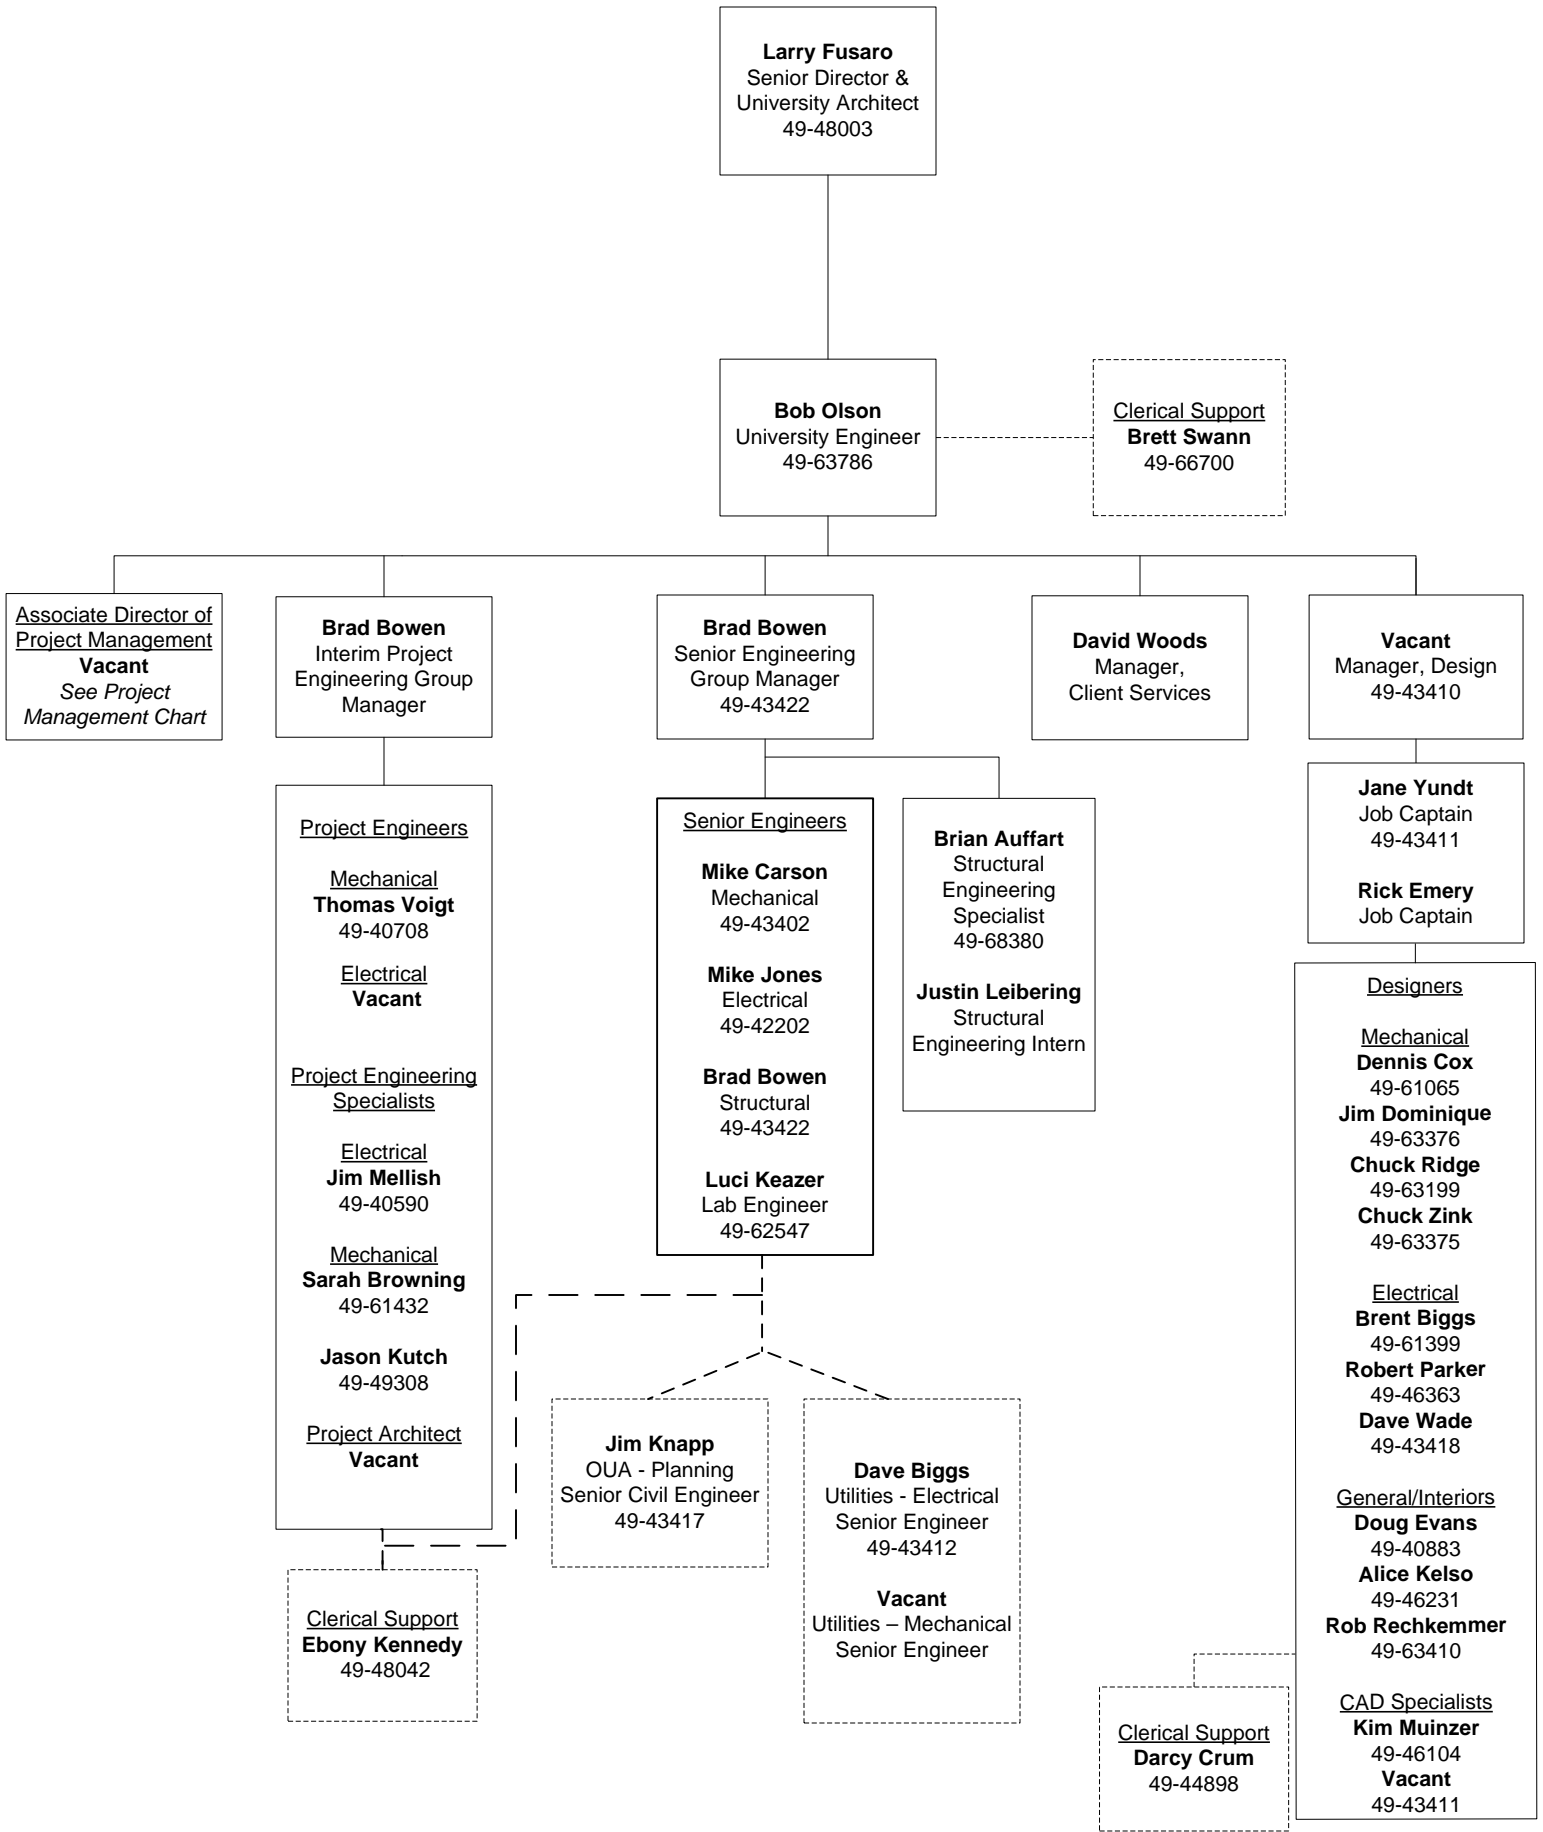 Larry Fusaro
Senior Director &
University Architect
49-48003
Bob Olson
University Engineer
49-63786
Clerical Support
Brett Swann
49-66700
Associate Director of
Project Management
Vacant
See Project
Management Chart
Brad Bowen
Interim Project
Engineering Group
Manager
Brad Bowen
Senior Engineering
Group Manager
49-43422
David Woods
Manager,
Client Services
Vacant
Manager, Design
49-43410
Project Engineers
Mechanical
Thomas Voigt
49-40708
Electrical
Vacant
Project Engineering
Specialists
Electrical
Jim Mellish
49-40590
Mechanical
Sarah Browning
49-61432
Jason Kutch
49-49308
Project Architect
Vacant
Clerical Support
Ebony Kennedy
49-48042
Senior Engineers
Mike Carson
Mechanical
49-43402
Mike Jones
Electrical
49-42202
Brad Bowen
Structural
49-43422
Luci Keazer
Lab Engineer
49-62547
Brian Auffart
Structural
Engineering
Specialist
49-68380
Justin Leibering
Structural
Engineering Intern
Jim Knapp
OUA - Planning
Senior Civil Engineer
49-43417
Dave Biggs
Utilities - Electrical
Senior Engineer
49-43412
Vacant
Utilities – Mechanical
Senior Engineer
Jane Yundt
Job Captain
49-43411
Rick Emery
Job Captain
Designers
Mechanical
Dennis Cox
49-61065
Jim Dominique
49-63376
Chuck Ridge
49-63199
Chuck Zink
49-63375
Electrical
Brent Biggs
49-61399
Robert Parker
49-46363
Dave Wade
49-43418
General/Interiors
Doug Evans
49-40883
Alice Kelso
49-46231
Rob Rechkemmer
49-63410
CAD Specialists
Kim Muinzer
49-46104
Vacant
49-43411
Clerical Support
Darcy Crum
49-44898